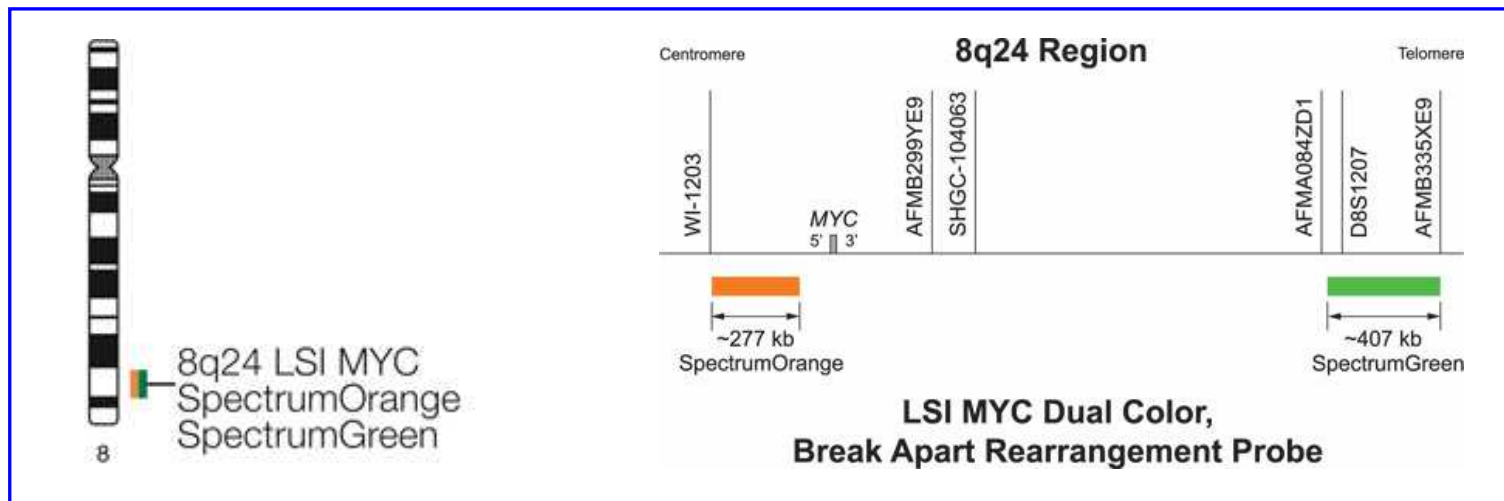 8q24 LSI MYC
SpectrumOrange
SpectrumGreen
8
Centromere
8q24 Region
Telomere
WI-1203
MYC
5’ 3’
AFMB299YE9
SHGC-104063
AFMA084ZD1
D8S1207
AFMB335XE9
~277 kb
SpectrumOrange
~407 kb
SpectrumGreen
LSI MYC Dual Color,
Break Apart Rearrangement Probe